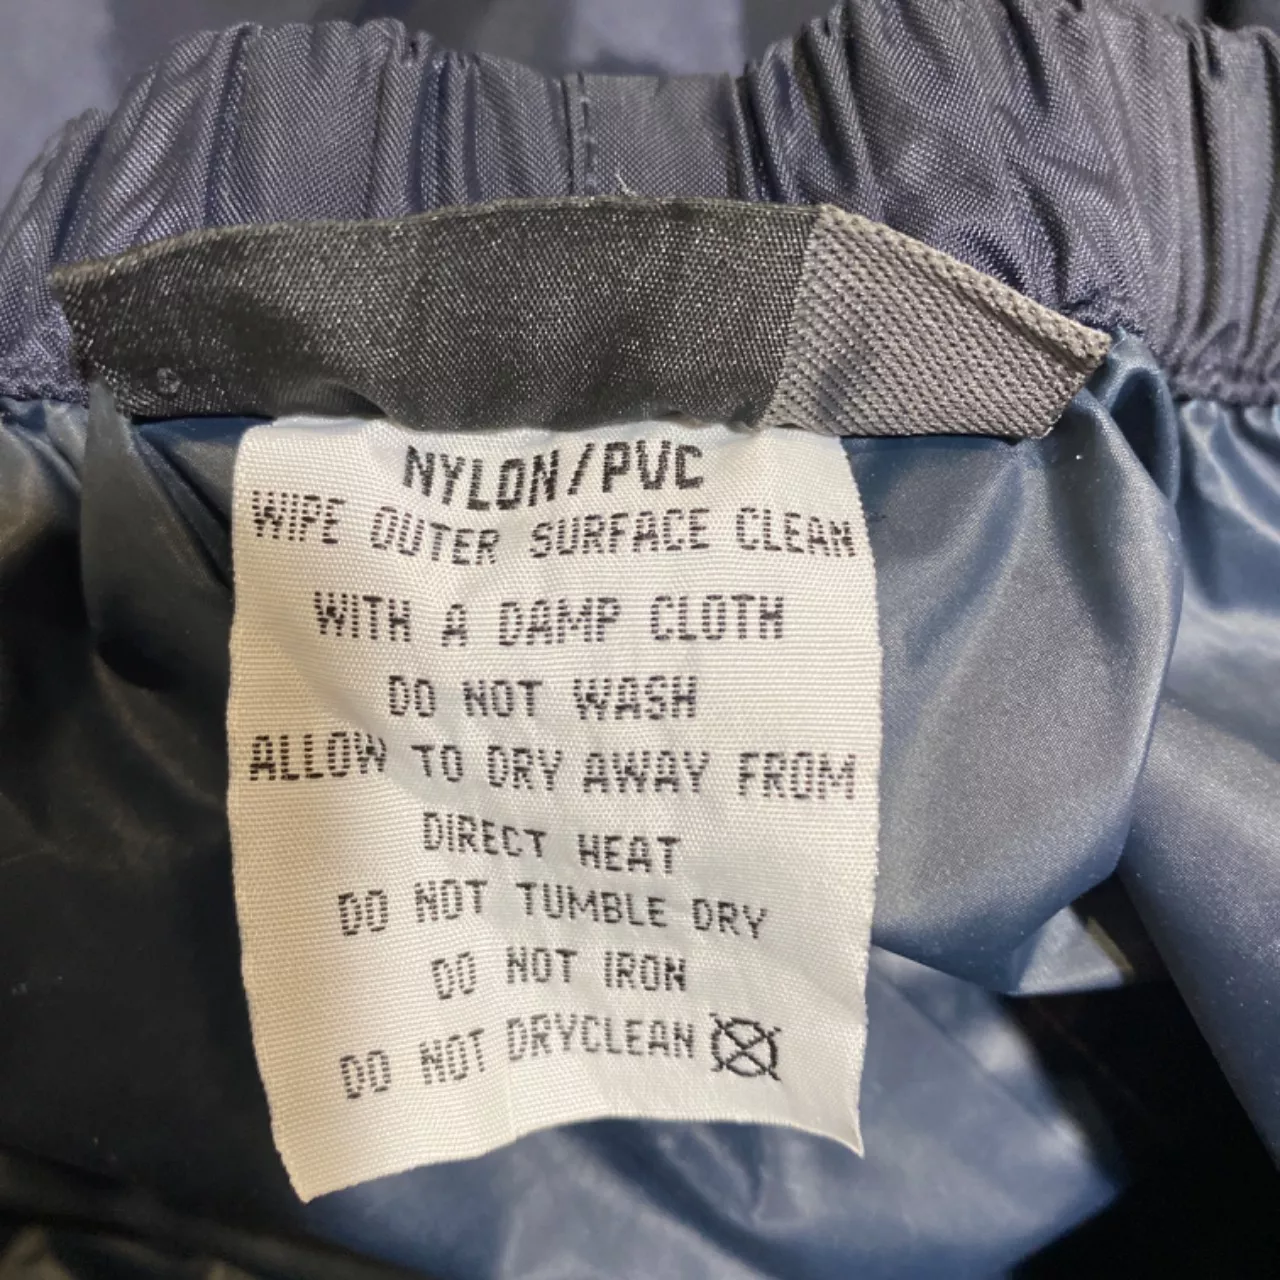 NYLON/PVC
WIPE OUTER SURFACE CLEAN
WITH A DAMP CLOTH
DO NOT WASH
ALLOW TO DRY AWAY FROM
DIRECT HEAT
DO NOT TUMBLE DRY
DO NOT IRON
DO NOT DRYCLEAN